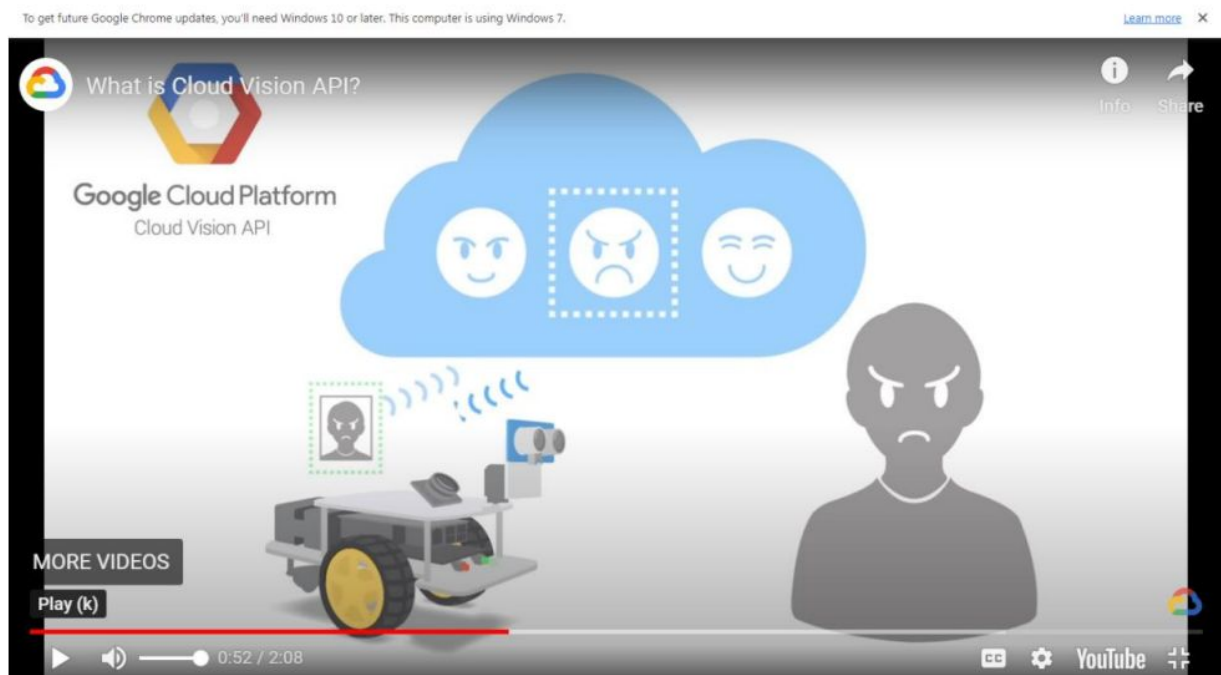 To get future Google Chrome updates, you'll need Windows 10 or later. This computer is using Windows 7.
Learn more
What is Cloud Vision API?
Info
Share
Google Cloud Platform
Cloud Vision API
MORE VIDEOS
Play (k)
0:52 / 2:08
CC
YouTube